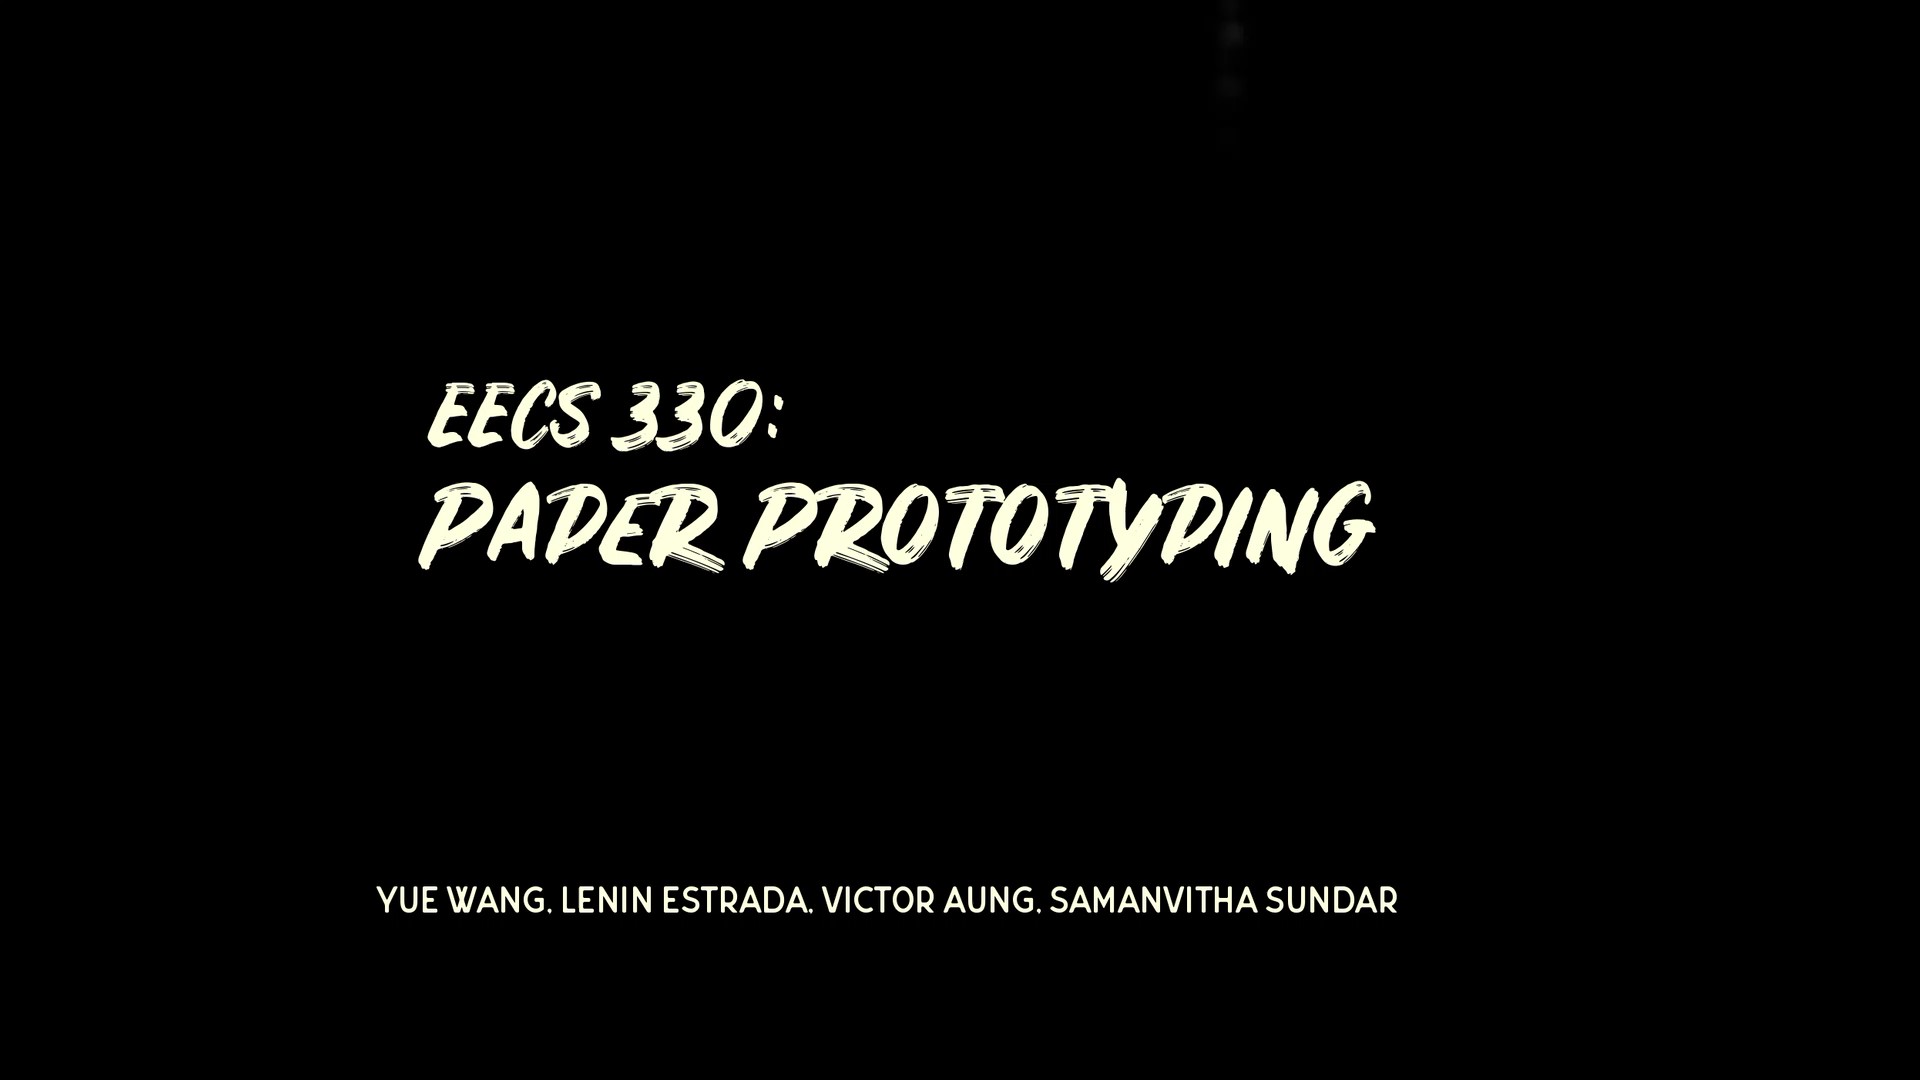 EECS 330:
PAPER PROTOTYPING
YUE WANG, LENIN ESTRADA, VICTOR AUNG, SAMANVITHA SUNDAR